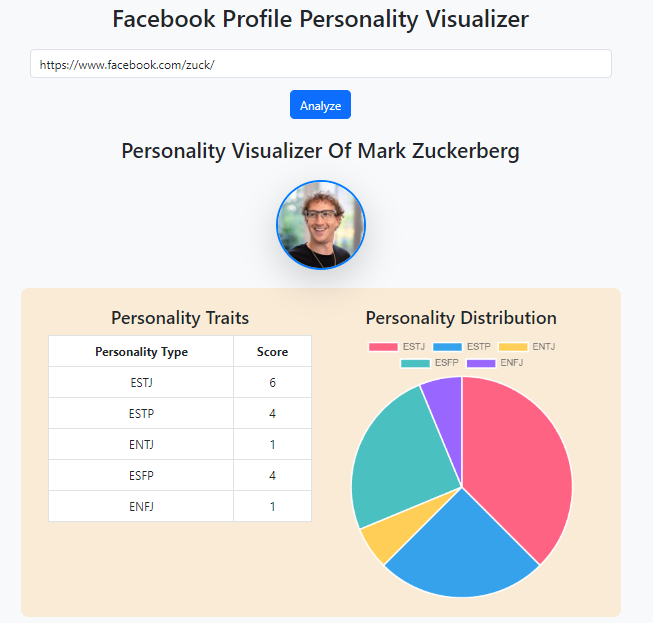 Facebook Profile Personality Visualizer
https://www.facebook.com/zuck/
Analyze
Personality Visualizer Of Mark Zuckerberg
Personality Traits
Personality Type Score
ESTJ 6
ESTP 4
ENTJ 1
ESFP 4
ENFJ 1
Personality Distribution
ESTJ ESTP ENTJ
ESFP ENFJ